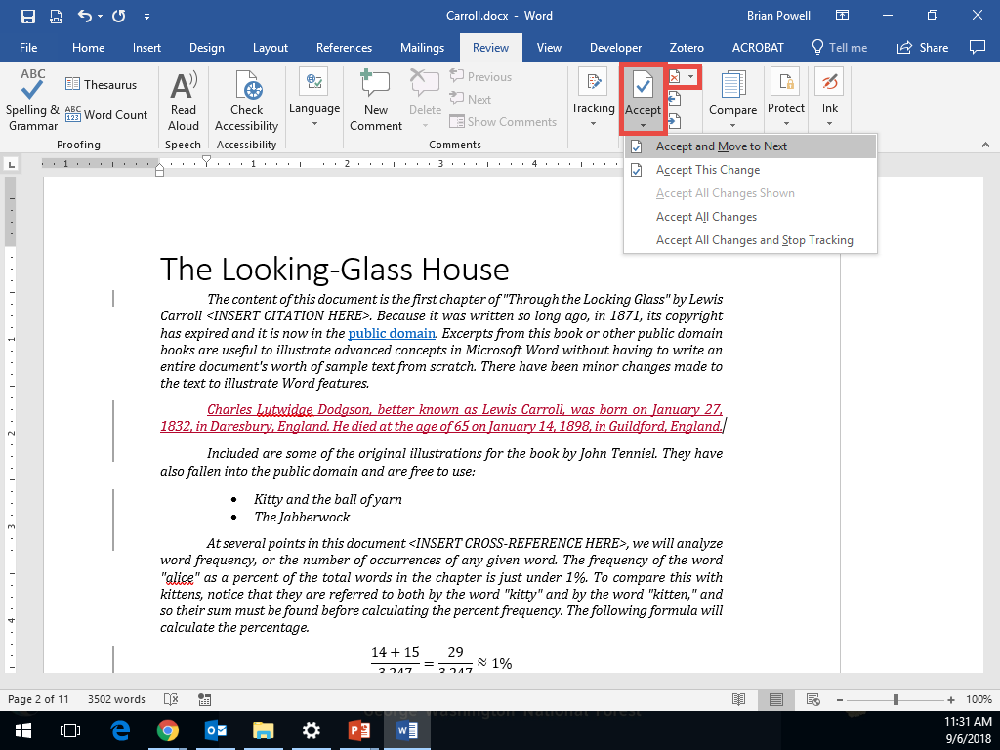 Carroll.docx - Word
Brian Powell
File Home Insert Design Layout References Mailings Review View Developer Zotero ACROBAT Tell me Share
ABC
Spelling & Grammar
Thesaurus
ABC
123
Word Count
Proofing
A
Read Aloud
Speech
Check Accessibility
Accessibility
Language
New Comment
Delete
Previous
Next
Show Comments
Comments
Tracking
Accept
Compare
Protect
Ink
Accept and Move to Next
Accept This Change
Accept All Changes Shown
Accept All Changes
Accept All Changes and Stop Tracking
1 1 2 3 4
1
2
3
4
The Looking-Glass House
The content of this document is the first chapter of "Through the Looking Glass" by Lewis
Carroll <INSERT CITATION HERE>. Because it was written so long ago, in 1871, its copyright
has expired and it is now in the public domain. Excerpts from this book or other public domain
books are useful to illustrate advanced concepts in Microsoft Word without having to write an
entire document's worth of sample text from scratch. There have been minor changes made to
the text to illustrate Word features.
Charles Lutwidge Dodgson, better known as Lewis Carroll, was born on January 27,
1832, in Daresbury, England. He died at the age of 65 on January 14, 1898, in Guildford, England.
Included are some of the original illustrations for the book by John Tenniel. They have
also fallen into the public domain and are free to use:
• Kitty and the ball of yarn
• The Jabberwock
At several points in this document <INSERT CROSS-REFERENCE HERE>, we will analyze
word frequency, or the number of occurrences of any given word. The frequency of the word
"alice" as a percent of the total words in the chapter is just under 1%. To compare this with
kittens, notice that they are referred to both by the word "kitty" and by the word "kitten," and
so their sum must be found before calculating the percent frequency. The following formula will
calculate the percentage.
14 + 15 / 3,247 = 29 / 3,247 ≈ 1%
Page 2 of 11 3502 words 100%
George Washington National Forest
11:31 AM
9/6/2018